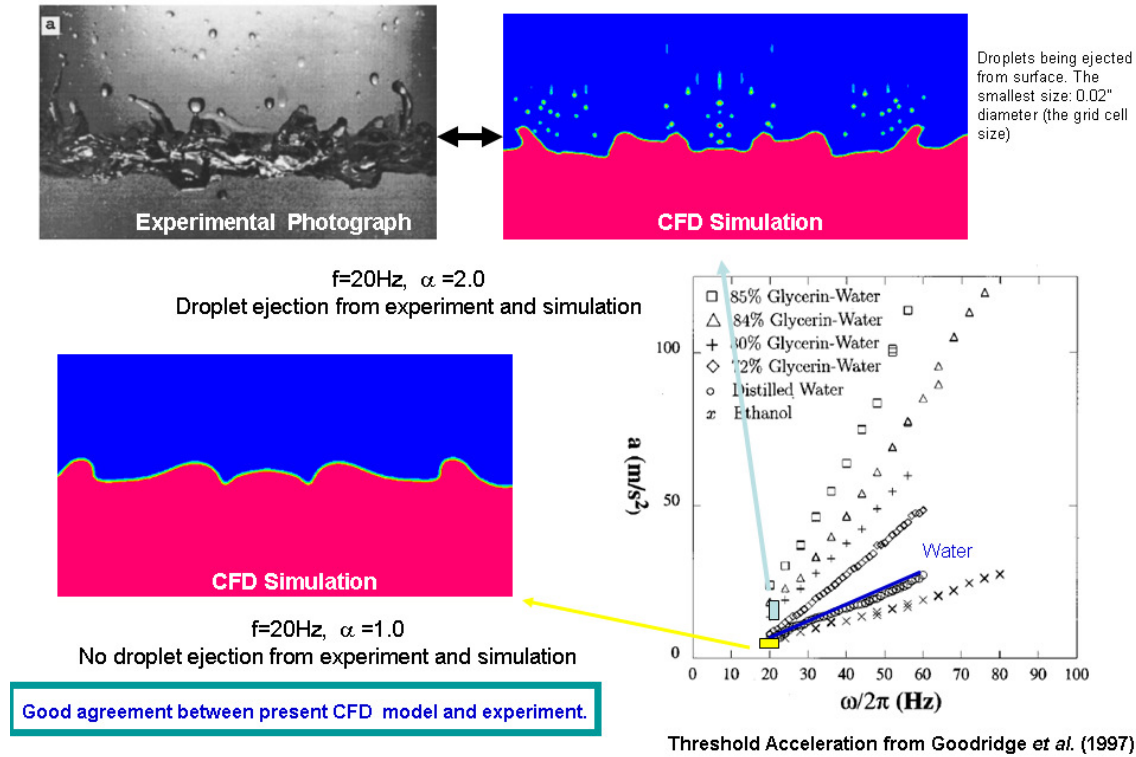 a
Experimental Photograph
CFD Simulation
Droplets being ejected
from surface. The
smallest size: 0.02"
diameter (the grid cell
size)
f=20Hz, α =2.0
Droplet ejection from experiment and simulation
CFD Simulation
f=20Hz, α =1.0
No droplet ejection from experiment and simulation
Good agreement between present CFD model and experiment.
□ 85% Glycerin-Water
△ 84% Glycerin-Water
+ 80% Glycerin-Water
◇ 72% Glycerin-Water
○ Distilled Water
x Ethanol
100
50
0
a (m/s²)
Water
0 10 20 30 40 50 60 70 80 90 100
ω/2π (Hz)
Threshold Acceleration from Goodridge et al. (1997)